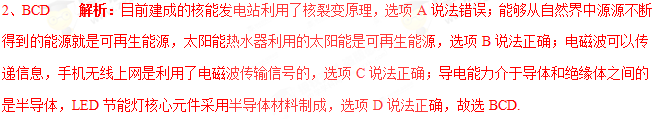 2、BCD 解析：目前建成的核能发电站利用了核裂变原理，选项 A 说法错误；能够从自然界中源源不断
得到的能源就是可再生能源，太阳能热水器利用的太阳能是可再生能源，选项 B 说法正确；电磁波可以传
递信息，手机无线上网是利用了电磁波传输信号的，选项 C 说法正确；导电能力介于导体和绝缘体之间的
是半导体，LED 节能灯核心元件采用半导体材料制成，选项 D 说法正确，故选 BCD.